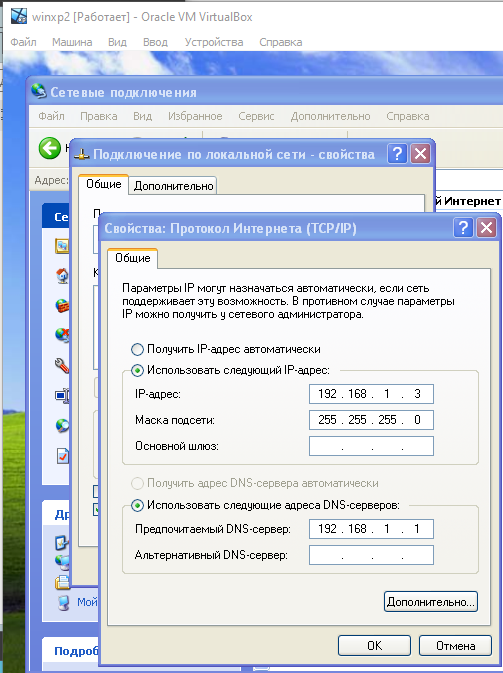 winxp2 [Работает] - Oracle VM VirtualBox
Файл Машина Вид Ввод Устройства Справка
Сетевые подключения
Файл Правка Вид Избранное Сервис Дополнительно Справка
Адрес:
й Интернет
Подключение по локальной сети - свойства
Общие Дополнительно
Свойства: Протокол Интернета (TCP/IP)
Общие
Параметры IP могут назначаться автоматически, если сеть
поддерживает эту возможность. В противном случае параметры
IP можно получить у сетевого администратора.
Получить IP-адрес автоматически
Использовать следующий IP-адрес:
IP-адрес: 192 . 168 . 1 . 3
Маска подсети: 255 . 255 . 255 . 0
Основной шлюз: . . .
Получить адрес DNS-сервера автоматически
Использовать следующие адреса DNS-серверов:
Предпочитаемый DNS-сервер: 192 . 168 . 1 . 1
Альтернативный DNS-сервер: . . .
Дополнительно...
OK Отмена
Се
Др
Мой
Подроб